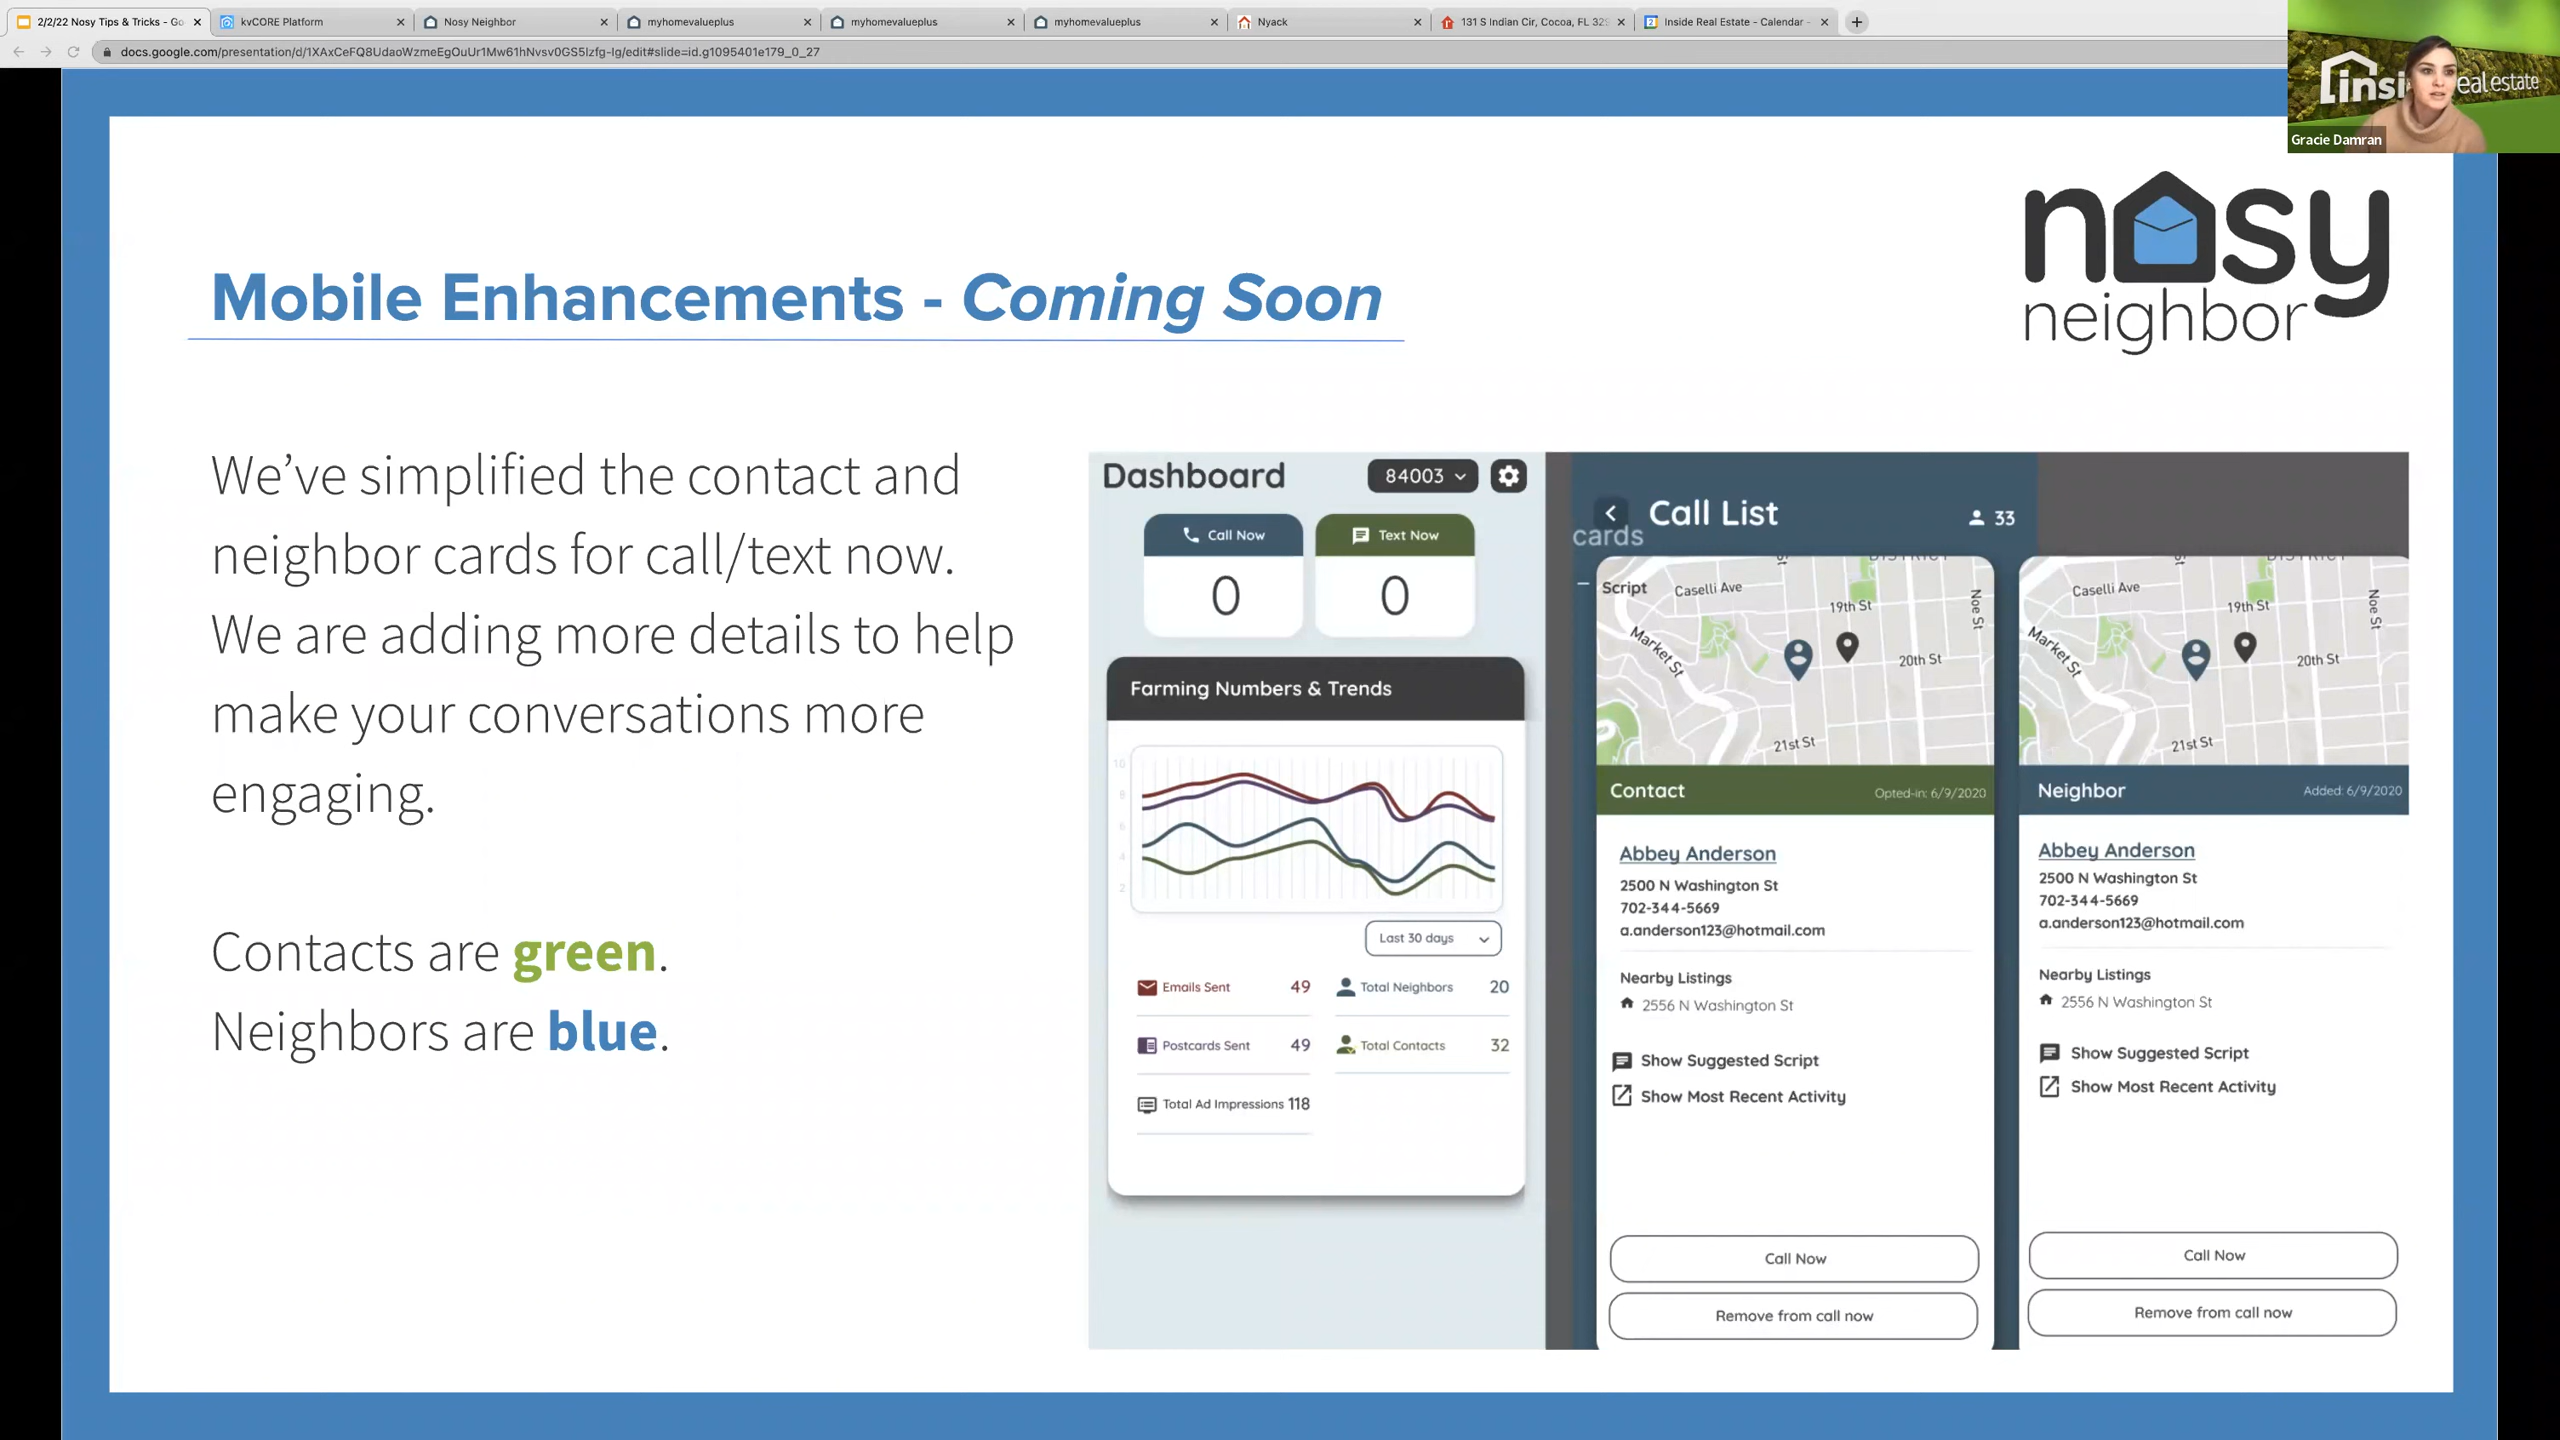 2/2/22 Nosy Tips & Tricks - Go
kvCORE Platform
Nosy Neighbor
myhomevalueplus
myhomevalueplus
myhomevalueplus
Nyack
131 S Indian Cir, Cocoa, FL 329
Inside Real Estate - Calendar -
docs.google.com/presentation/d/1XAxCeFQ8UdaoWzmeEgOuUr1Mw61hNvsv0GS5Izfg-Ig/edit#slide=id.g1095401e179_0_27
insi eal estate
Gracie Damran
nosy
neighbor
Mobile Enhancements - Coming Soon
We’ve simplified the contact and
neighbor cards for call/text now.
We are adding more details to help
make your conversations more
engaging.
Contacts are green.
Neighbors are blue.
Dashboard
84003
Call Now
Text Now
0
0
Farming Numbers & Trends
10
8
6
4
2
Last 30 days
Emails Sent 49
Total Neighbors 20
Postcards Sent 49
Total Contacts 32
Total Ad Impressions 118
Call List
33
cards
Script
Caselli Ave
19th St
Noe St
Market St
20th St
21st St
Contact
Opted-in: 6/9/2020
Abbey Anderson
2500 N Washington St
702-344-5669
a.anderson123@hotmail.com
Nearby Listings
2556 N Washington St
Show Suggested Script
Show Most Recent Activity
Call Now
Remove from call now
Caselli Ave
19th St
Noe St
Market St
20th St
21st St
Neighbor
Added: 6/9/2020
Abbey Anderson
2500 N Washington St
702-344-5669
a.anderson123@hotmail.com
Nearby Listings
2556 N Washington St
Show Suggested Script
Show Most Recent Activity
Call Now
Remove from call now